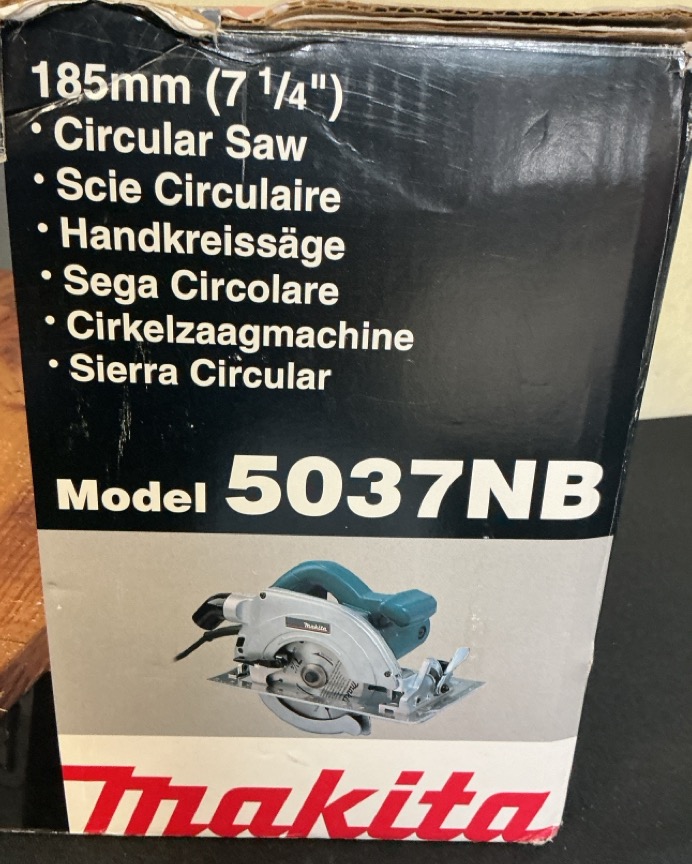 185mm (7 1/4")
• Circular Saw
• Scie Circulaire
• Handkreissäge
• Sega Circolare
• Cirkelzaagmachine
• Sierra Circular
Model 5037NB
makita
makita